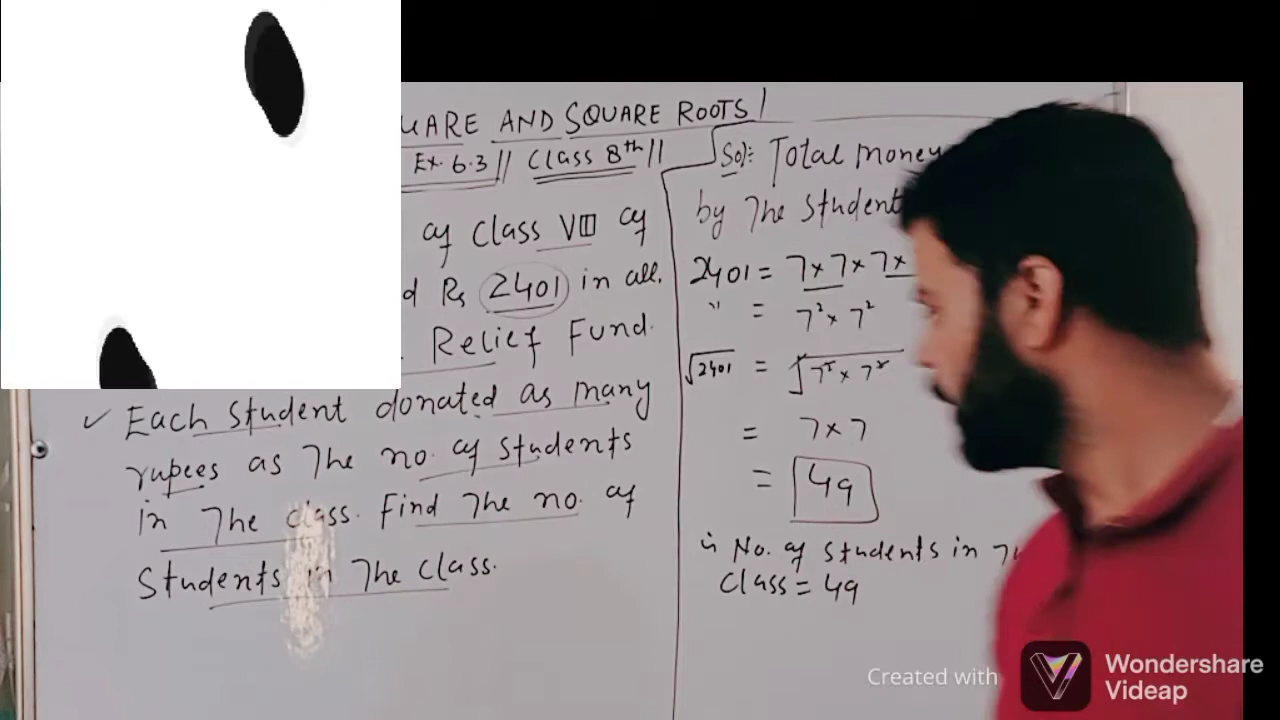 UARE AND SQUARE ROOTS
Ex. 6.3 // Class 8th //
of Class VIII of
d Rs 2401 in all.
Relief Fund.
✓ Each student donated as many
rupees as The no. of students
in The class. Find The no. of
Students in The class.
Sol: Total money
by The Student
2401 = 7×7×7×
" = 7²×7²
√2401 = √7²×7²
= 7×7
= 49
∴ No. of students in Th
Class = 49
Created with
Wondershare
Videap